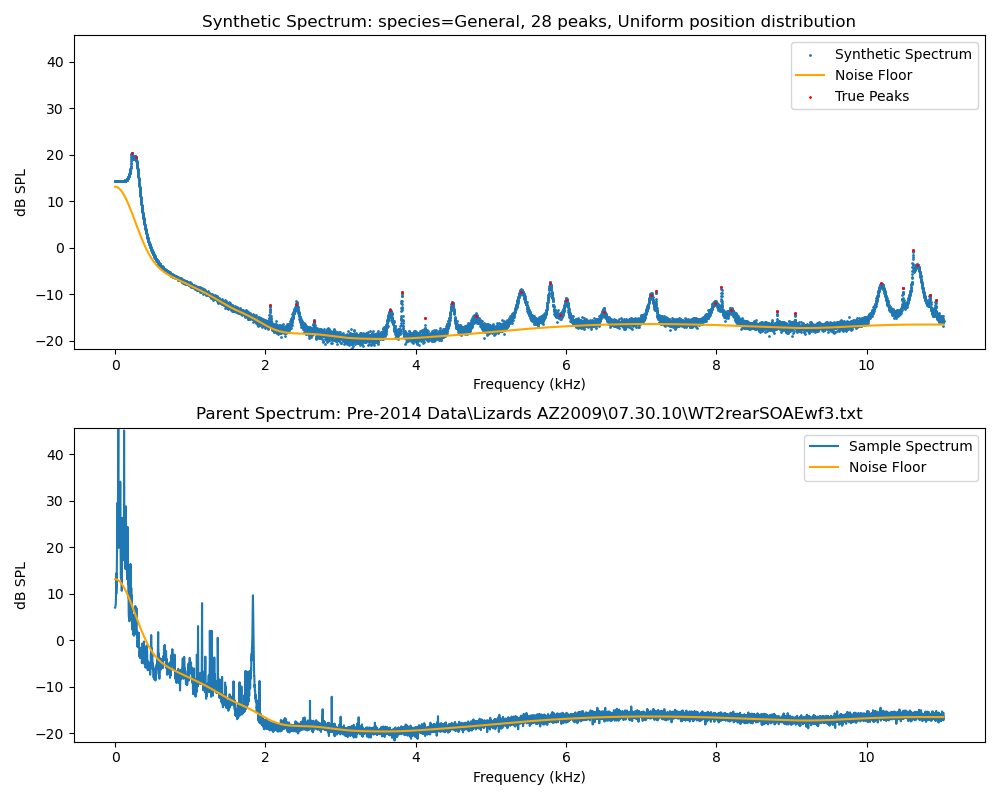 Synthetic Spectrum: species=General, 28 peaks, Uniform position distribution
dB SPL
40
30
20
10
0
−10
−20
Synthetic Spectrum
Noise Floor
True Peaks
0 2 4 6 8 10
Frequency (kHz)
Parent Spectrum: Pre-2014 Data\Lizards AZ2009\07.30.10\WT2rearSOAEwf3.txt
dB SPL
40
30
20
10
0
−10
−20
Sample Spectrum
Noise Floor
0 2 4 6 8 10
Frequency (kHz)